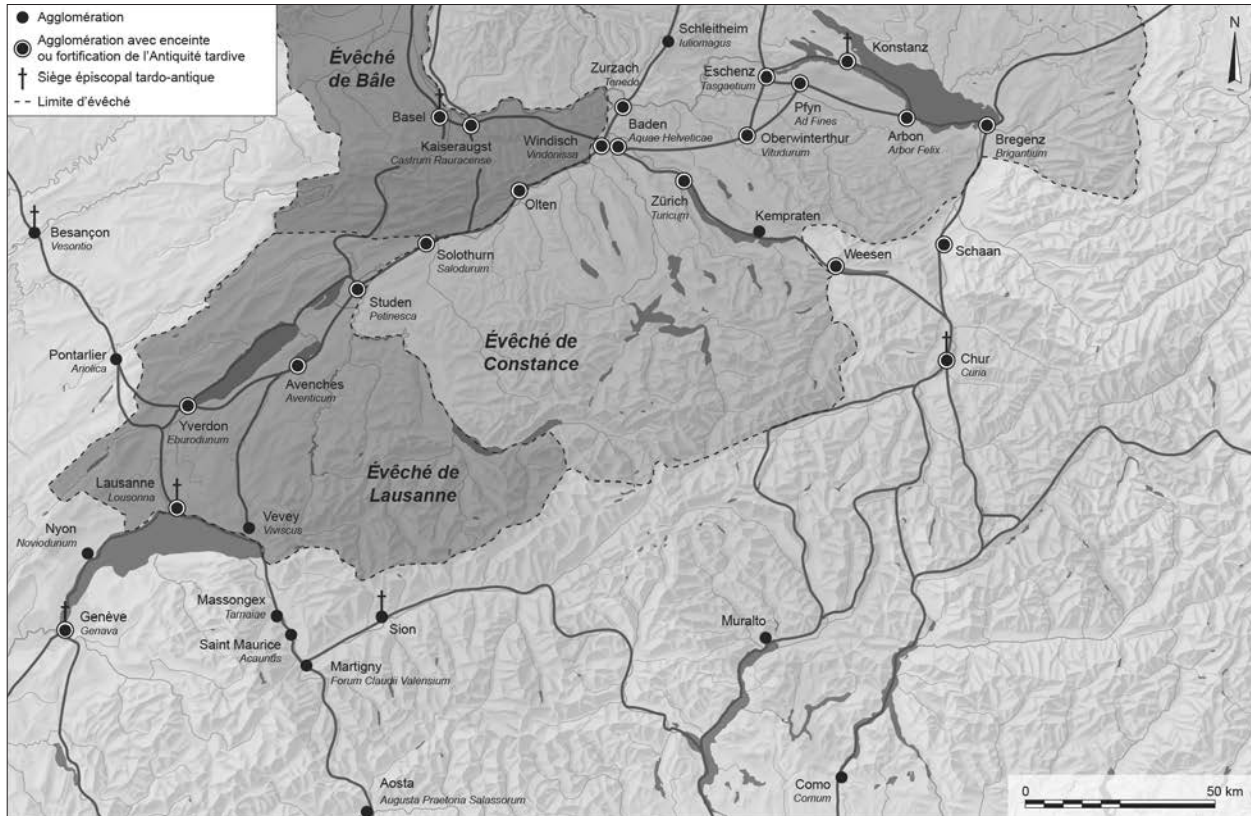 Agglomération
Agglomération avec enceinte
ou fortification de l'Antiquité tardive
Siège épiscopal tardo-antique
Limite d'évêché
N
Schleitheim
Iuliomagus
Konstanz
Évêché
de Bâle
Zurzach
Tenedo
Eschenz
Tasgaetium
Pfyn
Ad Fines
Basel
Kaiseraugst
Castrum Rauracense
Windisch
Vindonissa
Baden
Aquae Helveticae
Oberwinterthur
Vitudurum
Arbon
Arbor Felix
Bregenz
Brigantium
Olten
Zürich
Turicum
Kempraten
Besançon
Vesontio
Solothurn
Salodurum
Weesen
Schaan
Studen
Petinesca
Évêché de
Constance
Pontarlier
Ariolica
Avenches
Aventicum
Chur
Curia
Yverdon
Eburodunum
Évêché de
Lausanne
Lausanne
Lousonna
Vevey
Viviscus
Nyon
Noviodunum
Genève
Genava
Massongex
Tarnaiae
Sion
Saint Maurice
Acaunus
Martigny
Forum Claudii Valensium
Muralto
Aosta
Augusta Praetoria Salassorum
Como
Comum
0 50 km